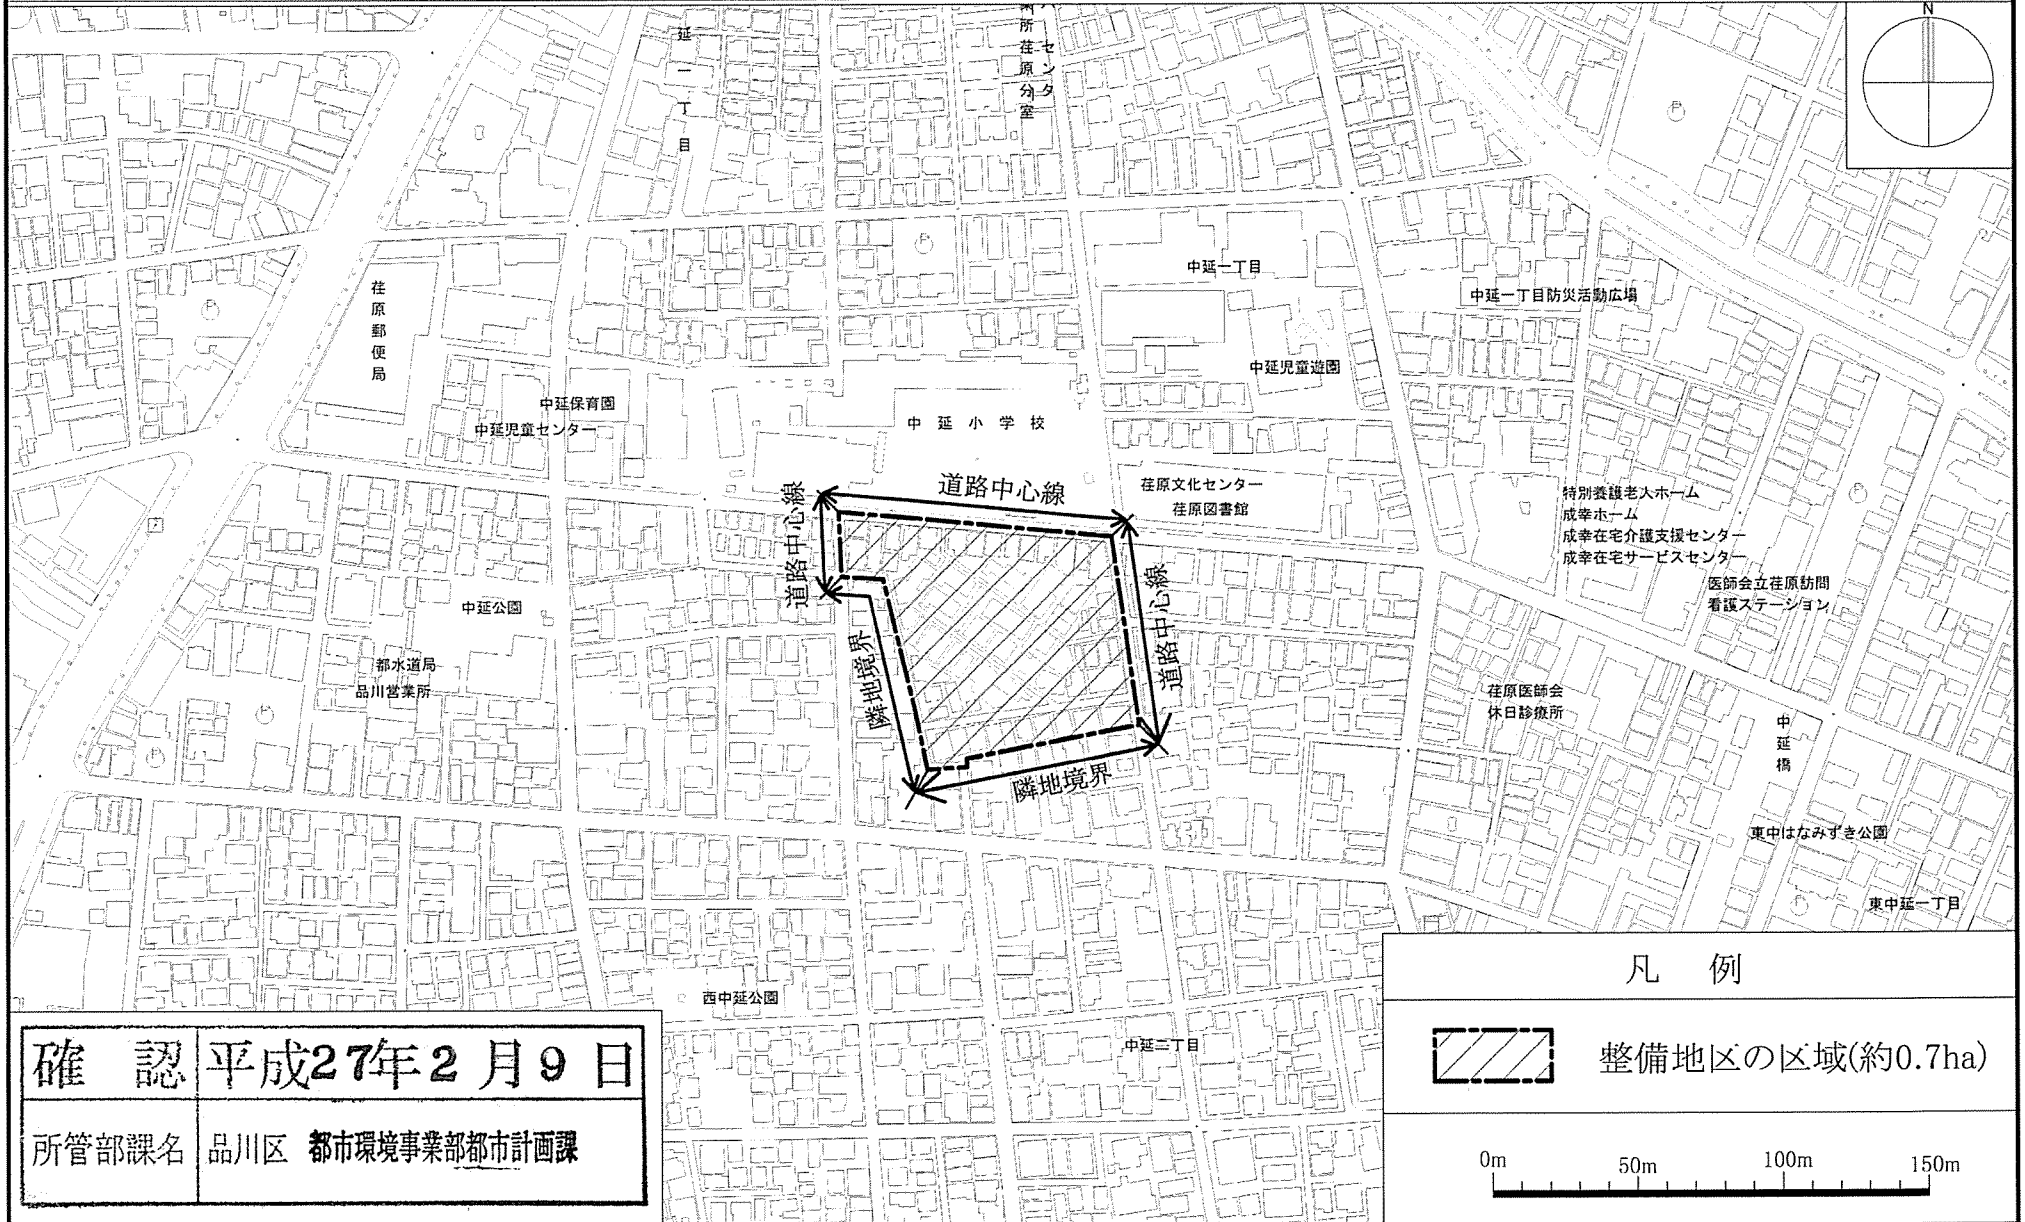 N
延一丁目
センタ
所荏原分室
P
P
P
中延一丁目
中延一丁目防災活動広場
荏原郵便局
中延児童遊園
中延保育園
中延児童センター
中延小学校
道路中心線
荏原文化センター
荏原図書館
特別養護老人ホーム
成幸ホーム
成幸在宅介護支援センター
成幸在宅サービスセンター
P
道路中心線
道路中心線
医師会立荏原訪問
看護ステーション
中延公園
隣地境界
都水道局
品川営業所
P
P
荏原医師会
休日診療所
中延橋
隣地境界
東中はなみずき公園
P
東中延一丁目
西中延公園
中延二丁目
確 認 平成27年2月9日
所管部課名 品川区 都市環境事業部都市計画課
凡 例
整備地区の区域(約0.7ha)
0m 50m 100m 150m